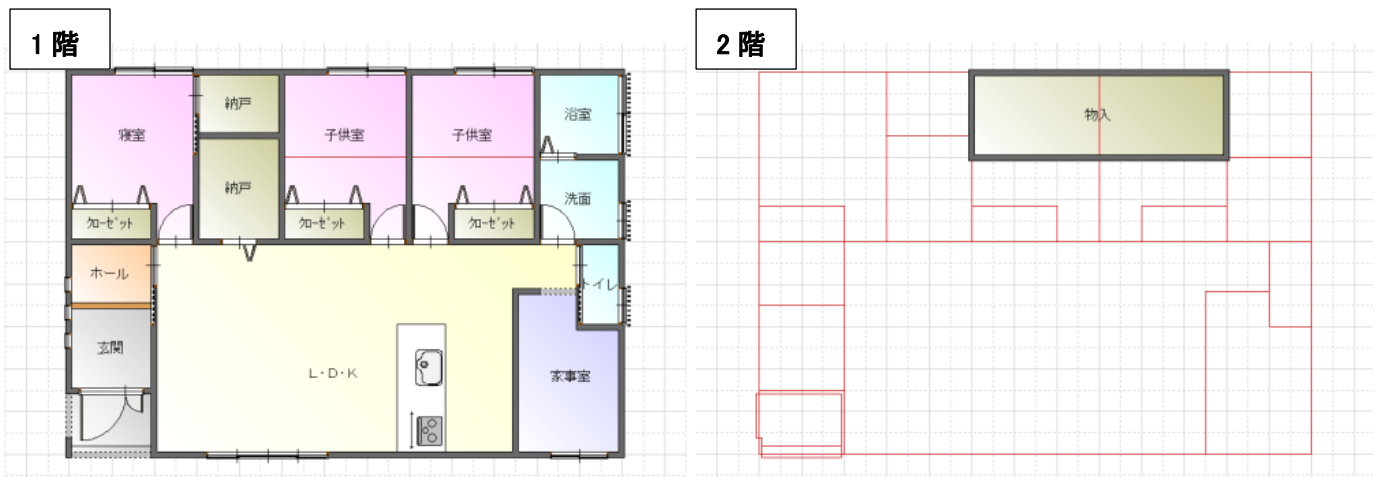 1階
2階
納戸
浴室
寝室
子供室
子供室
物入
納戸
洗面
クローゼット
クローゼット
クローゼット
ホール
トイレ
玄関
L・D・K
家事室